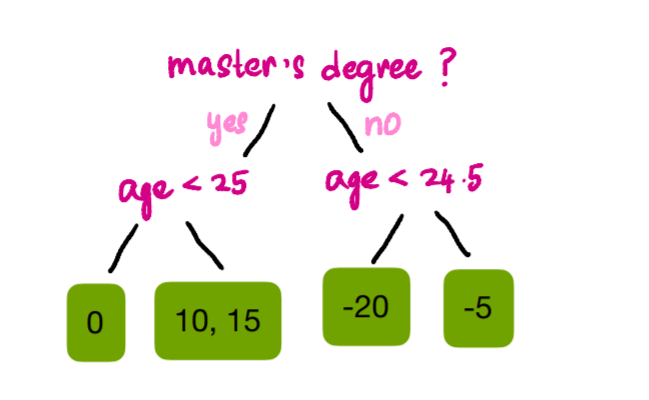 master's degree ?
yes no
age < 25 age < 24.5
0 10, 15 -20 -5